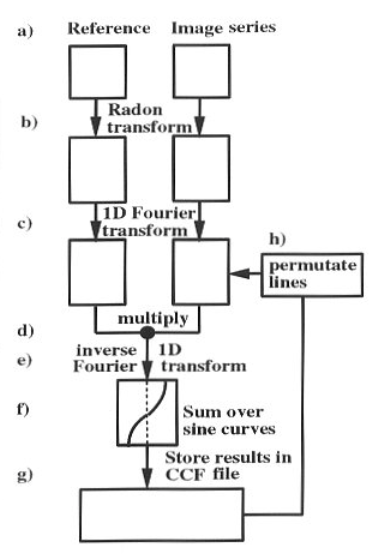 a) Reference Image series
b) Radon
transform
c) 1D Fourier
transform
h)
permutate
lines
multiply
d)
e) inverse 1D
Fourier transform
f) Sum over
sine curves
g) Store results in
CCF file